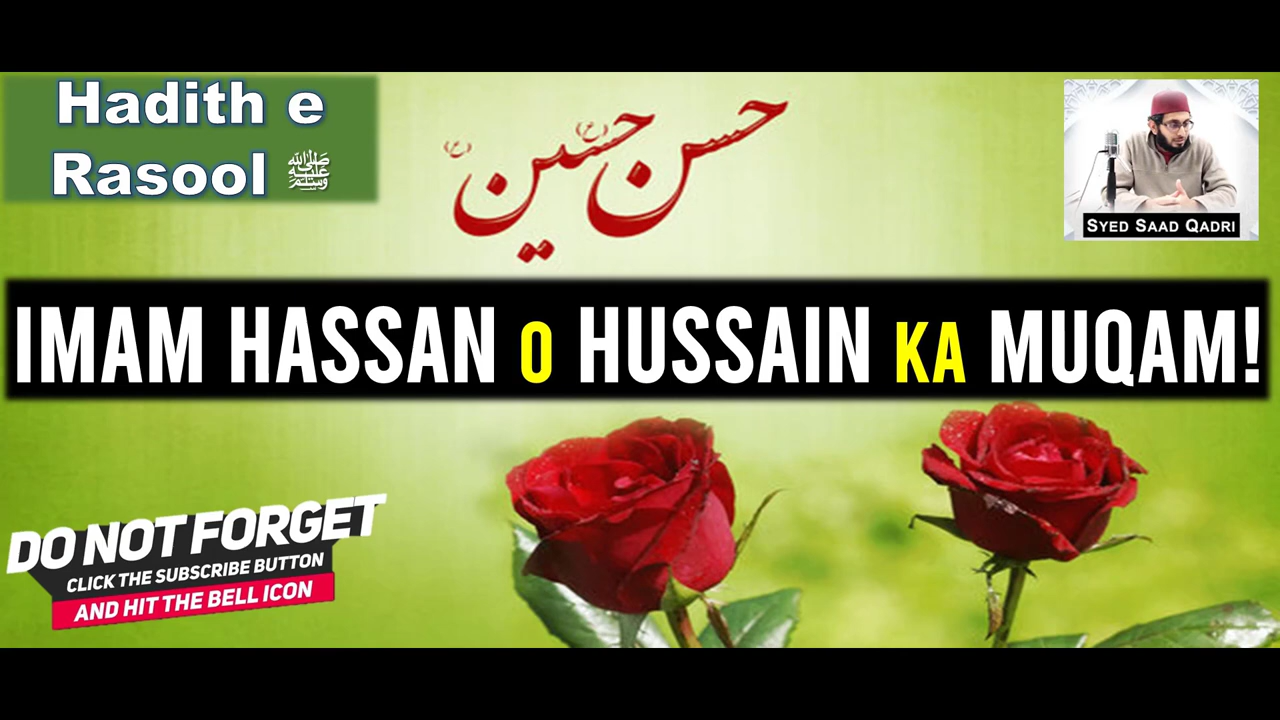 Hadith e
Rasool ﷺ
حسن (ع) حسین (ع)
SYED SAAD QADRI
IMAM HASSAN O HUSSAIN KA MUQAM!
DO NOT FORGET
CLICK THE SUBSCRIBE BUTTON
AND HIT THE BELL ICON